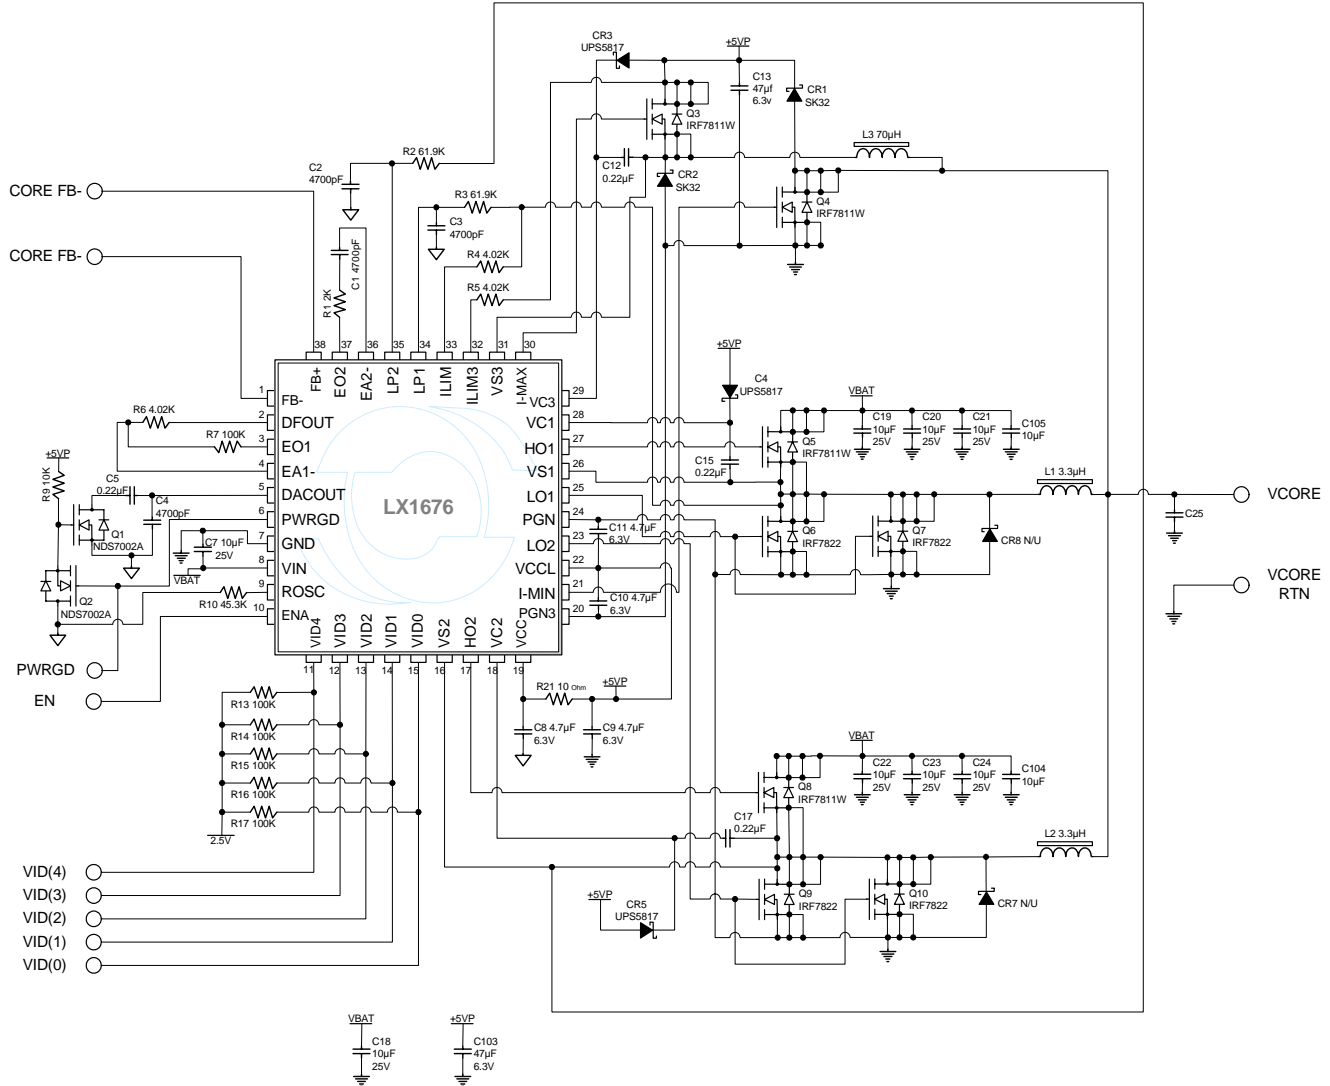 CR3
UPS5817
+5VP
C13
47µf
6.3v
CR1
SK32
Q3
IRF7811W
L3 70µH
R2 61.9K
C2
4700pF
C12
0.22µF
CR2
SK32
CORE FB-
R3 61.9K
Q4
IRF7811W
C3
4700pF
CORE FB-
C1 4700pF
R4 4.02K
R5 4.02K
R1 2K
38
37
36
35
34
33
32
31
30
FB+
EO2
EA2-
LP2
LP1
ILIM
ILIM3
VS3
I-MAX
+5VP
C4
UPS5817
1
FB-
29
VC3
R6 4.02K
2
DFOUT
28
VC1
R7 100K
3
EO1
27
HO1
4
EA1-
26
VS1
5
DACOUT
25
LO1
6
PWRGD
24
PGN
7
GND
23
LO2
8
VIN
22
VCCL
9
ROSC
21
I-MIN
10
ENA
20
PGN3
LX1676
VBAT
C19
10µF
25V
C20
10µF
25V
C21
10µF
25V
C105
10µF
Q5
IRF7811W
C15
0.22µF
L1 3.3µH
+5VP
R9 10K
C5
0.22µF
C4
4700pF
Q1
NDS7002A
C7 10µF
25V
VBAT
Q2
NDS7002A
R10 45.3K
C11 4.7µF
6.3V
C10 4.7µF
6.3V
Q6
IRF7822
Q7
IRF7822
CR8 N/U
VCORE
C25
VCORE
RTN
VID4
VID3
VID2
VID1
VID0
VS2
HO2
VC2
VCC
11
12
13
14
15
16
17
18
19
PWRGD
EN
R13 100K
R14 100K
R15 100K
R16 100K
R17 100K
2.5V
R21 10 Ohm
+5VP
C8 4.7µF
6.3V
C9 4.7µF
6.3V
VBAT
C22
10µF
25V
C23
10µF
25V
C24
10µF
25V
C104
10µF
Q8
IRF7811W
C17
0.22µF
L2 3.3µH
VID(4)
VID(3)
VID(2)
VID(1)
VID(0)
+5VP
CR5
UPS5817
Q9
IRF7822
Q10
IRF7822
CR7 N/U
VBAT
C18
10µF
25V
+5VP
C103
47µF
6.3V